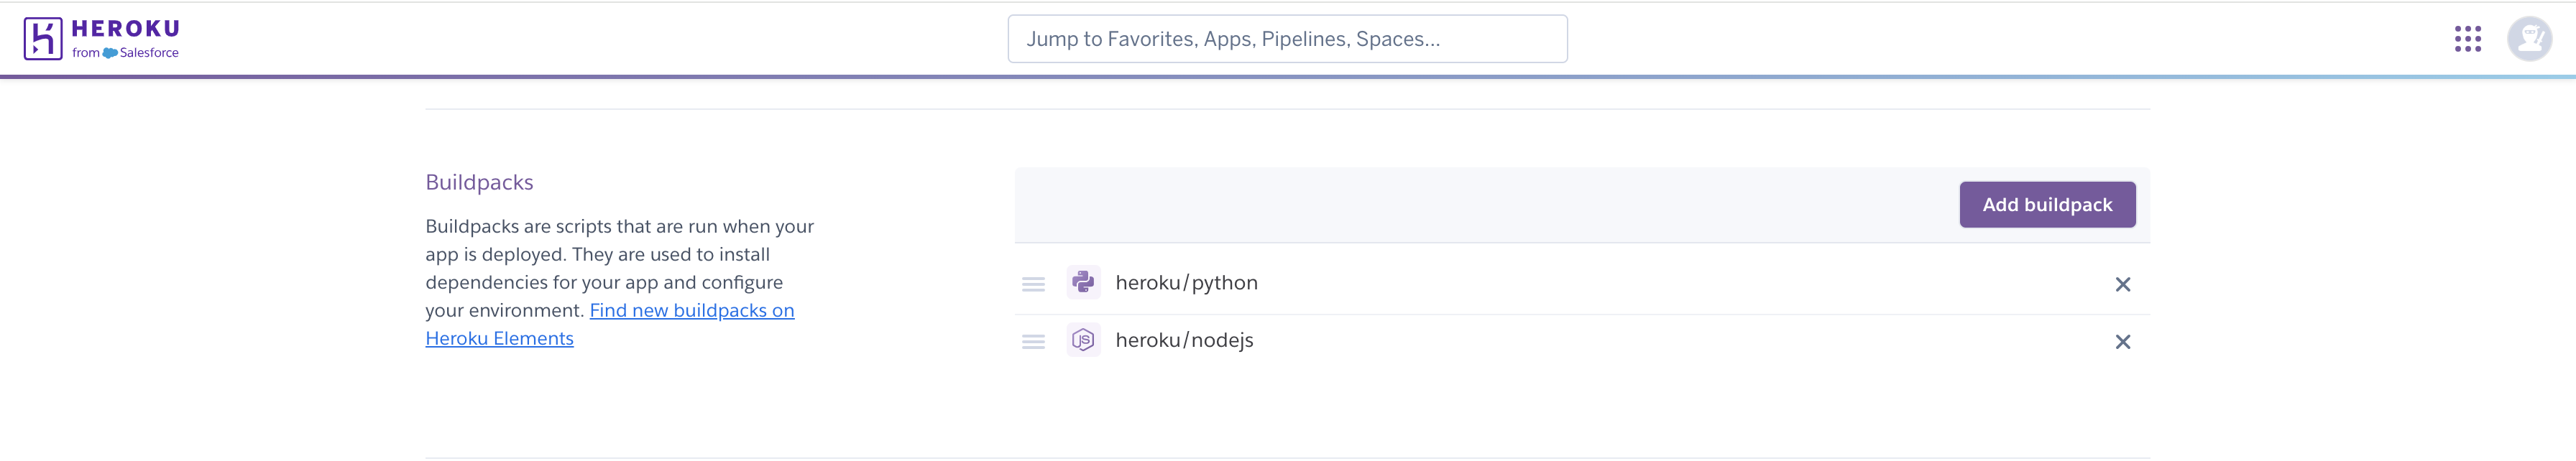 HEROKU
from Salesforce
Jump to Favorites, Apps, Pipelines, Spaces...
Buildpacks
Buildpacks are scripts that are run when your
app is deployed. They are used to install
dependencies for your app and configure
your environment. Find new buildpacks on
Heroku Elements
Add buildpack
heroku/python
JS heroku/nodejs